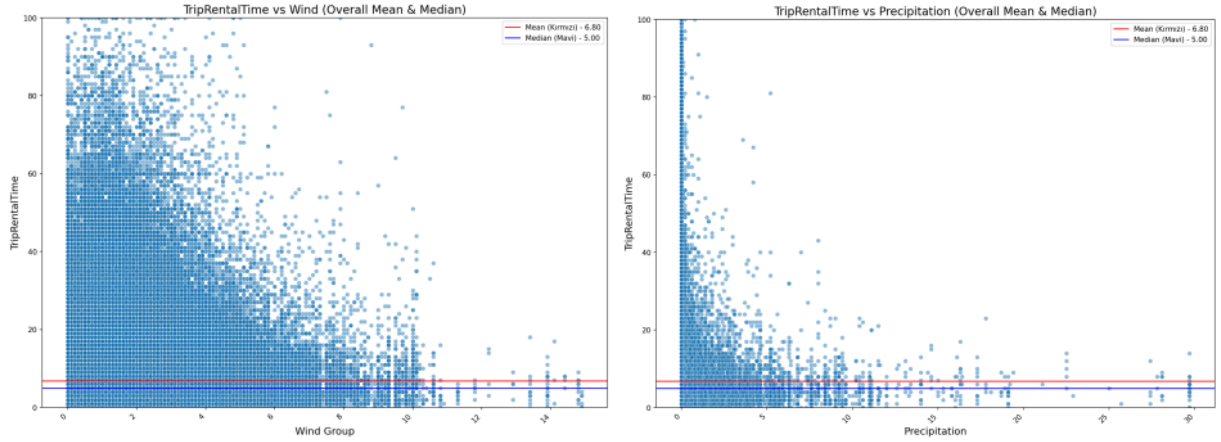 TripRentalTime vs Wind (Overall Mean & Median)
100
80
60
40
20
0
TripRentalTime
Mean (Kırmızı) - 6.80
Median (Mavi) - 5.00
0
2
4
6
8
10
12
14
Wind Group
TripRentalTime vs Precipitation (Overall Mean & Median)
100
80
60
40
20
0
TripRentalTime
Mean (Kırmızı) - 6.80
Median (Mavi) - 5.00
0
5
10
15
20
25
30
Precipitation